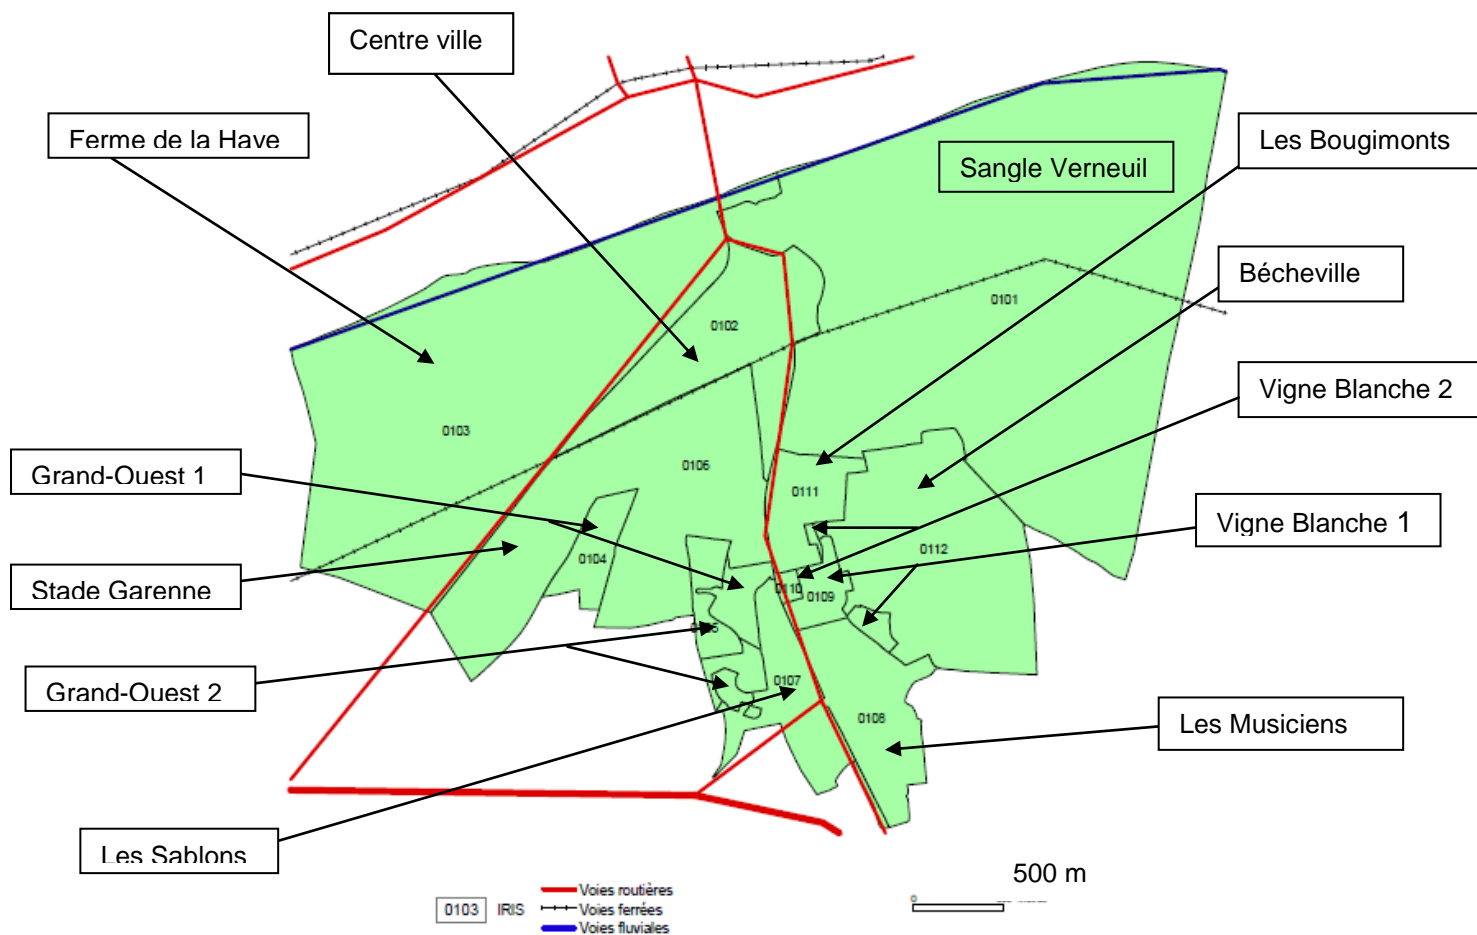 Centre ville
Ferme de la Haye
Les Bougimonts
Sangle Verneuil
Bécheville
0101
0102
Vigne Blanche 2
0103
Grand-Ouest 1
0106
0111
Vigne Blanche 1
0112
0104
Stade Garenne
0110
0109
0105
Grand-Ouest 2
0107
0108
Les Musiciens
Les Sablons
500 m
0
0103 IRIS
Voies routières
Voies ferrées
Voies fluviales